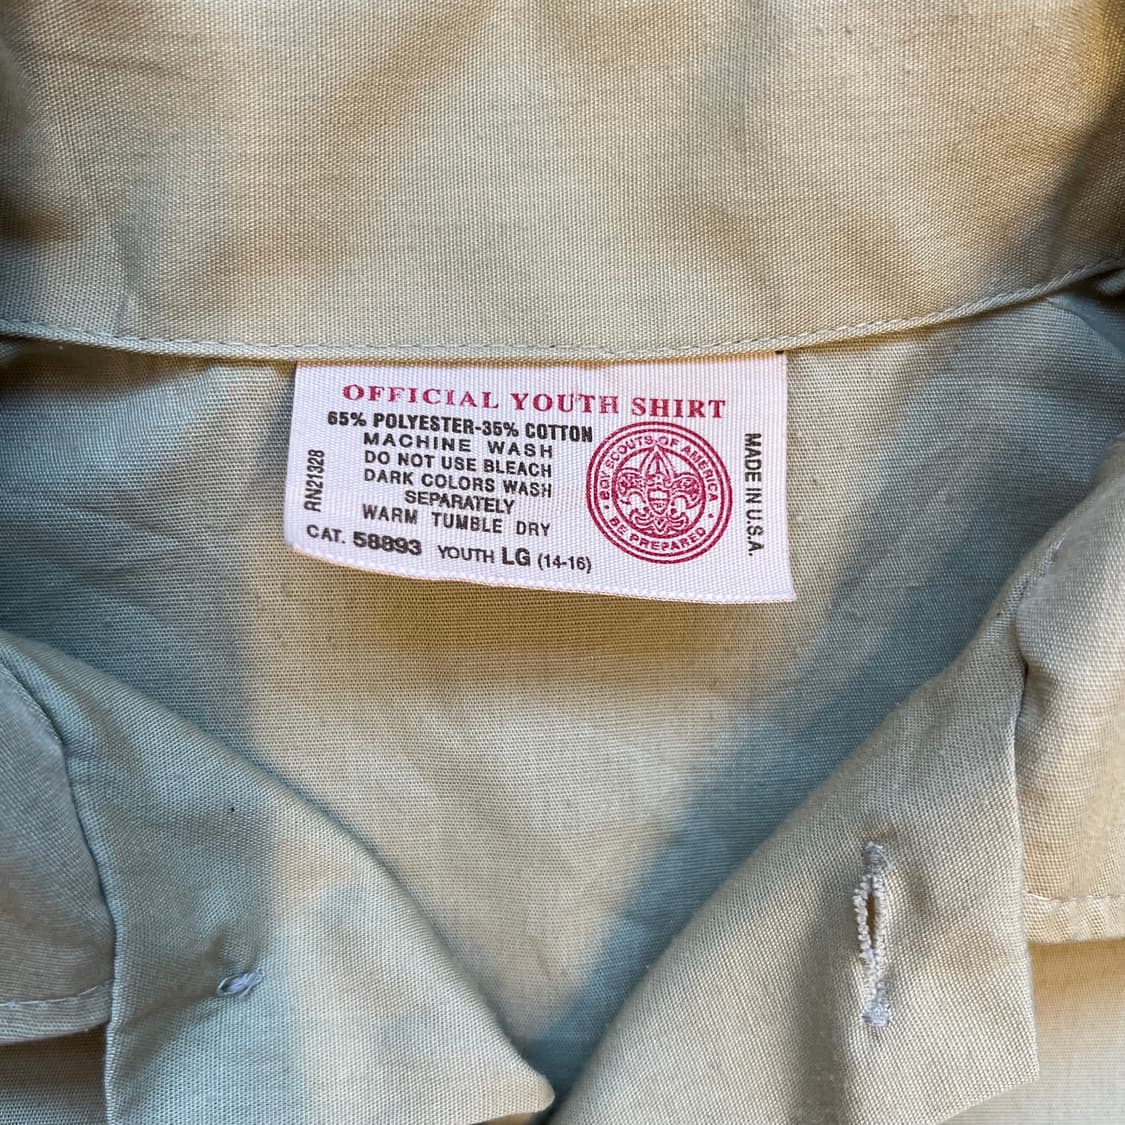 OFFICIAL YOUTH SHIRT
65% POLYESTER-35% COTTON
MACHINE WASH
DO NOT USE BLEACH
DARK COLORS WASH
SEPARATELY
WARM TUMBLE DRY
CAT. 58893 YOUTH LG (14-16)
RN21328
BOY SCOUTS OF AMERICA
• BE PREPARED •
MADE IN U.S.A.